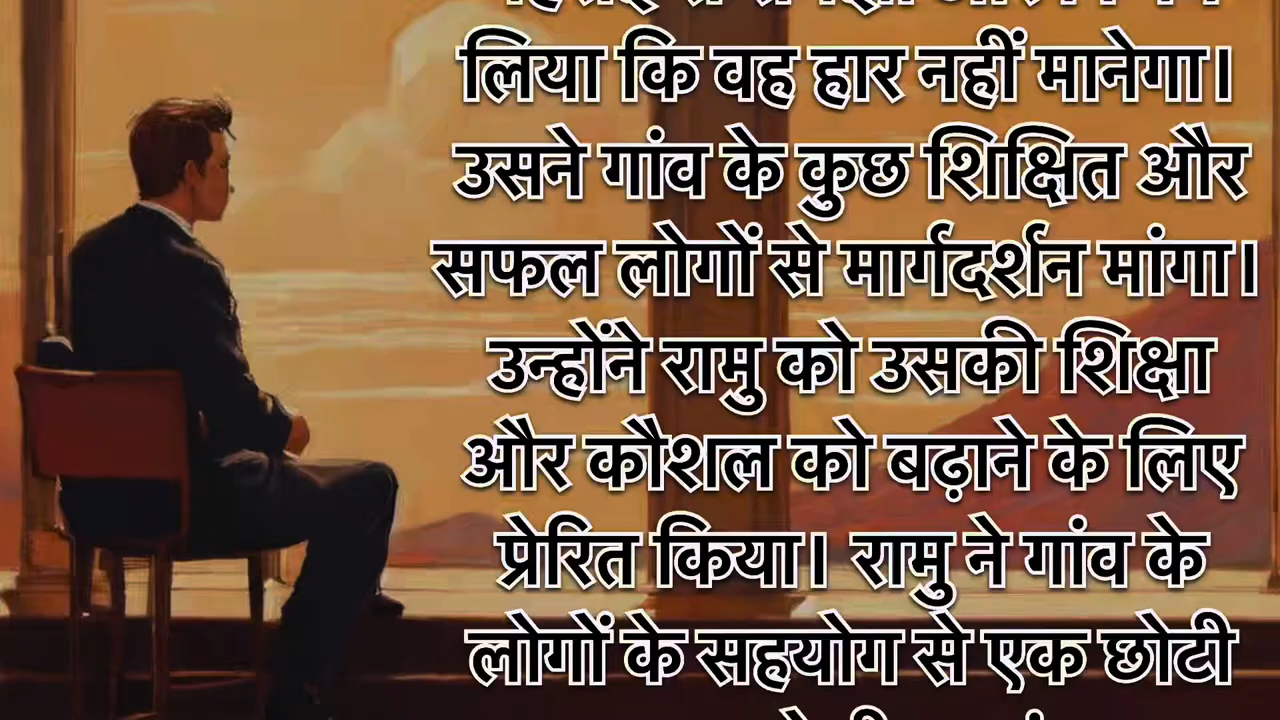 लिया कि वह हार नहीं मानेगा।
उसने गांव के कुछ शिक्षित और
सफल लोगों से मार्गदर्शन मांगा।
उन्होंने रामु को उसकी शिक्षा
और कौशल को बढ़ाने के लिए
प्रेरित किया। रामु ने गांव के
लोगों के सहयोग से एक छोटी